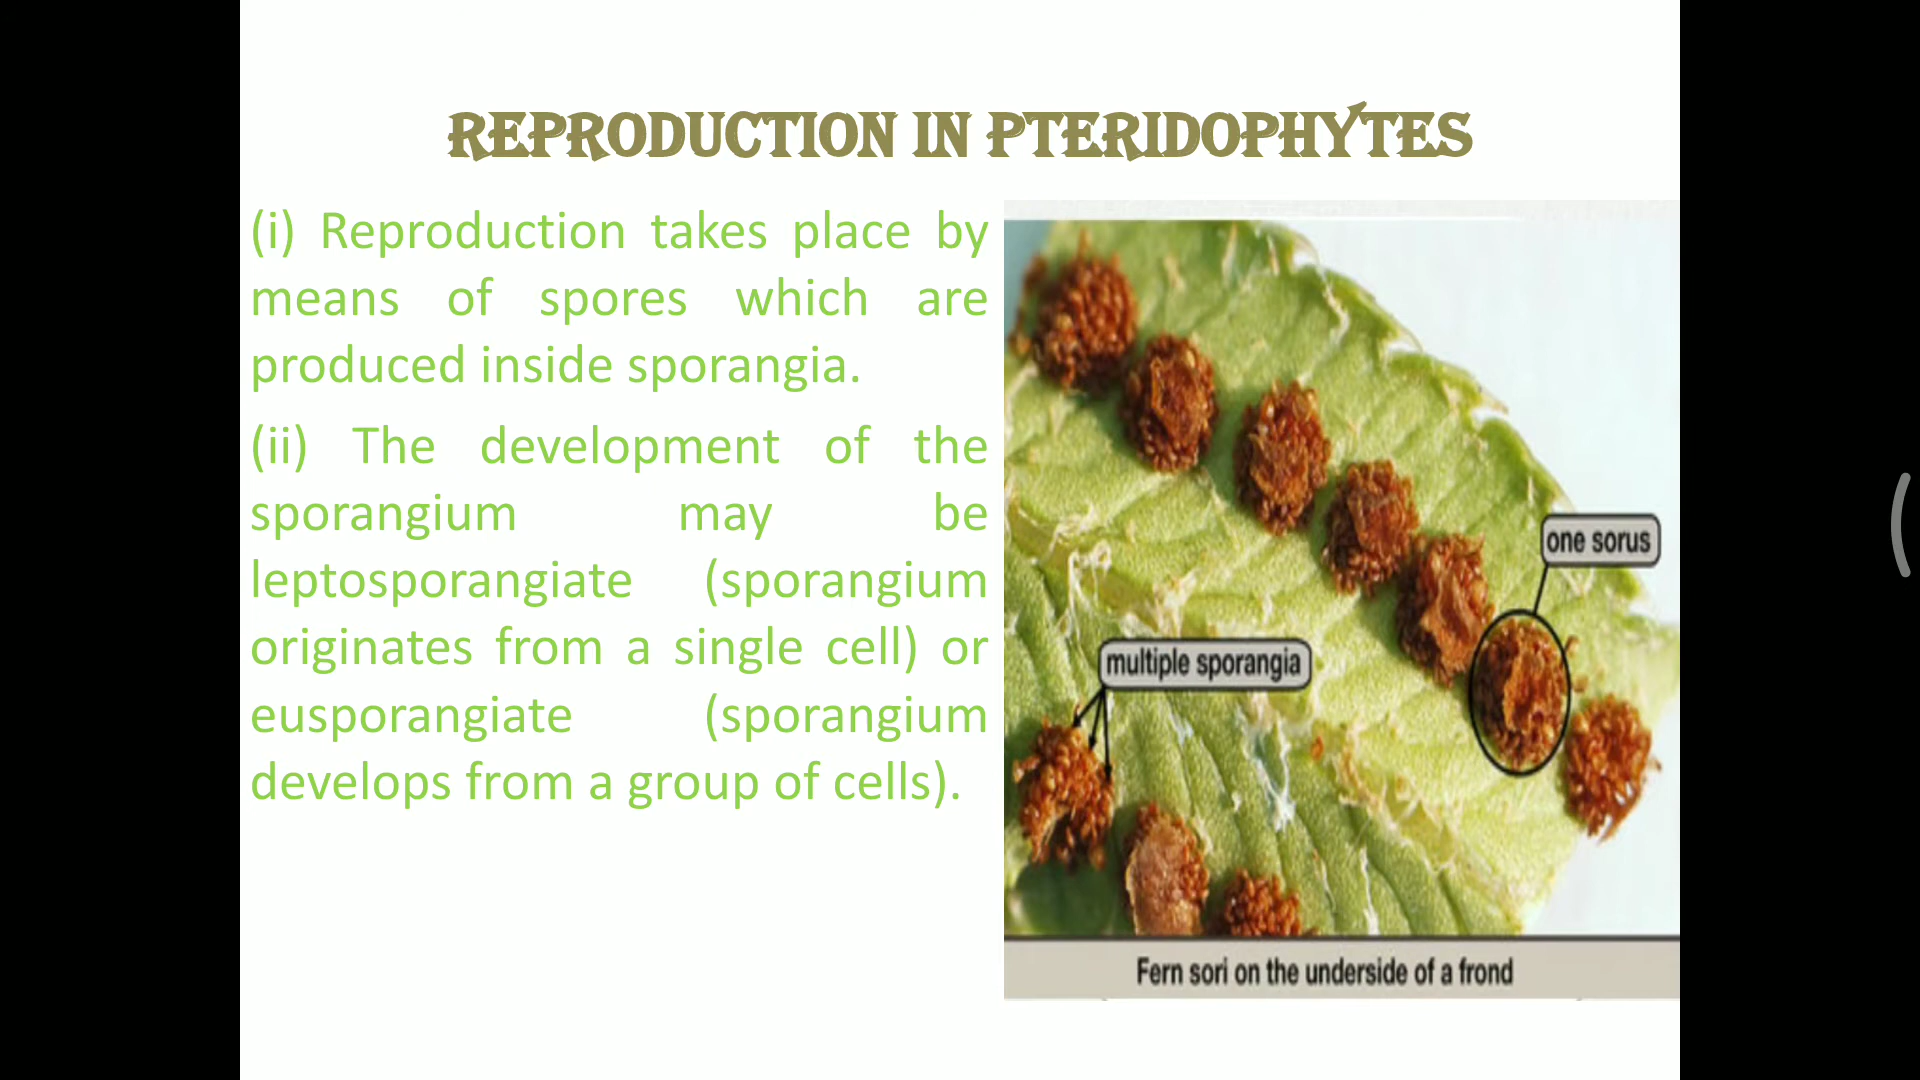 REPRODUCTION IN PTERIDOPHYTES
(i) Reproduction takes place by
means of spores which are
produced inside sporangia.
(ii) The development of the
sporangium may be
leptosporangiate (sporangium
originates from a single cell) or
eusporangiate (sporangium
develops from a group of cells).
one sorus
multiple sporangia
Fern sori on the underside of a frond